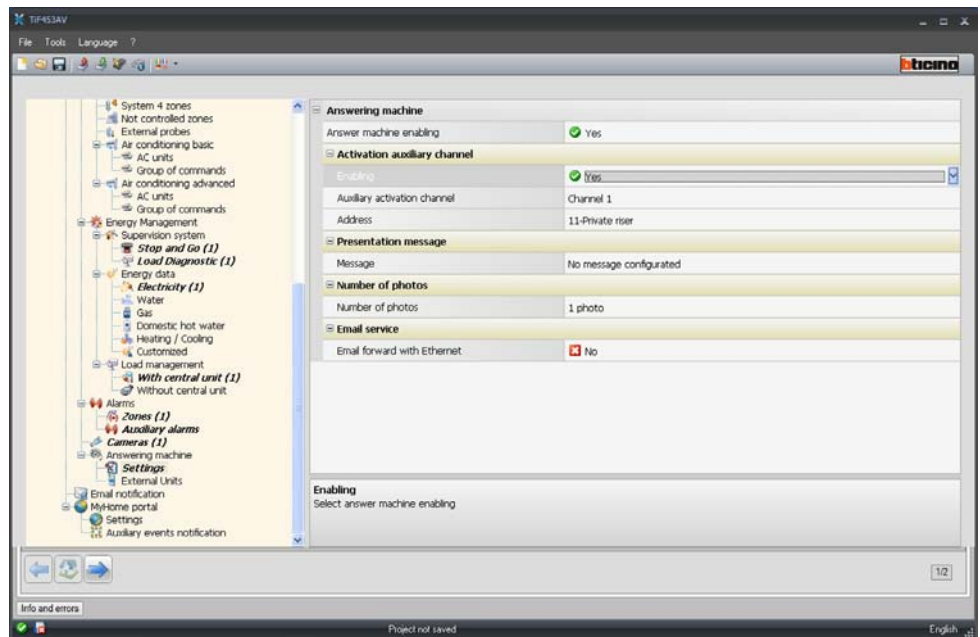 TiF453AV
File Tools Language ?
bticino
System 4 zones
Not controlled zones
External probes
Air conditioning basic
AC units
Group of commands
Air conditioning advanced
AC units
Group of commands
Energy Management
Supervision system
Stop and Go (1)
Load Diagnostic (1)
Energy data
Electricity (1)
Water
Gas
Domestic hot water
Heating / Cooling
Customized
Load management
With central unit (1)
Without central unit
Alarms
Zones (1)
Auxiliary alarms
Cameras (1)
Answering machine
Settings
External Units
Email notification
MyHome portal
Settings
Auxiliary events notification
Answering machine
Answer machine enabling Yes
Activation auxiliary channel
Enabling Yes
Auxiliary activation channel Channel 1
Address 11-Private riser
Presentation message
Message No message configurated
Number of photos
Number of photos 1 photo
Email service
Email forward with Ethernet No
Enabling
Select answer machine enabling
1/2
Info and errors
Project not saved English